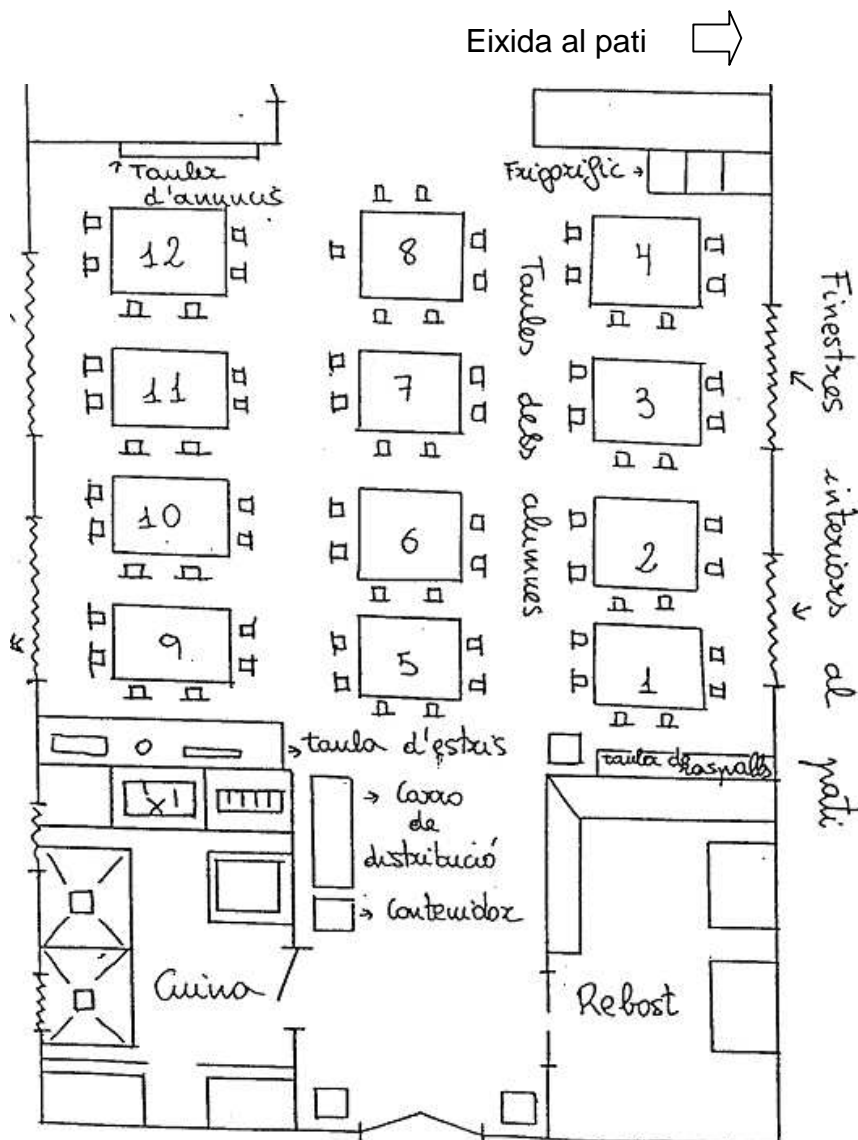 Eixida al pati
Tauler
d'anuncis
Frigorífic
12
8
4
11
7
3
10
6
2
9
5
1
Taules dels alumnes
Finestres interiors al pati
taula d'estris
taula de raspalls
Carro
de
distribució
Contenidor
Cuina
Rebost